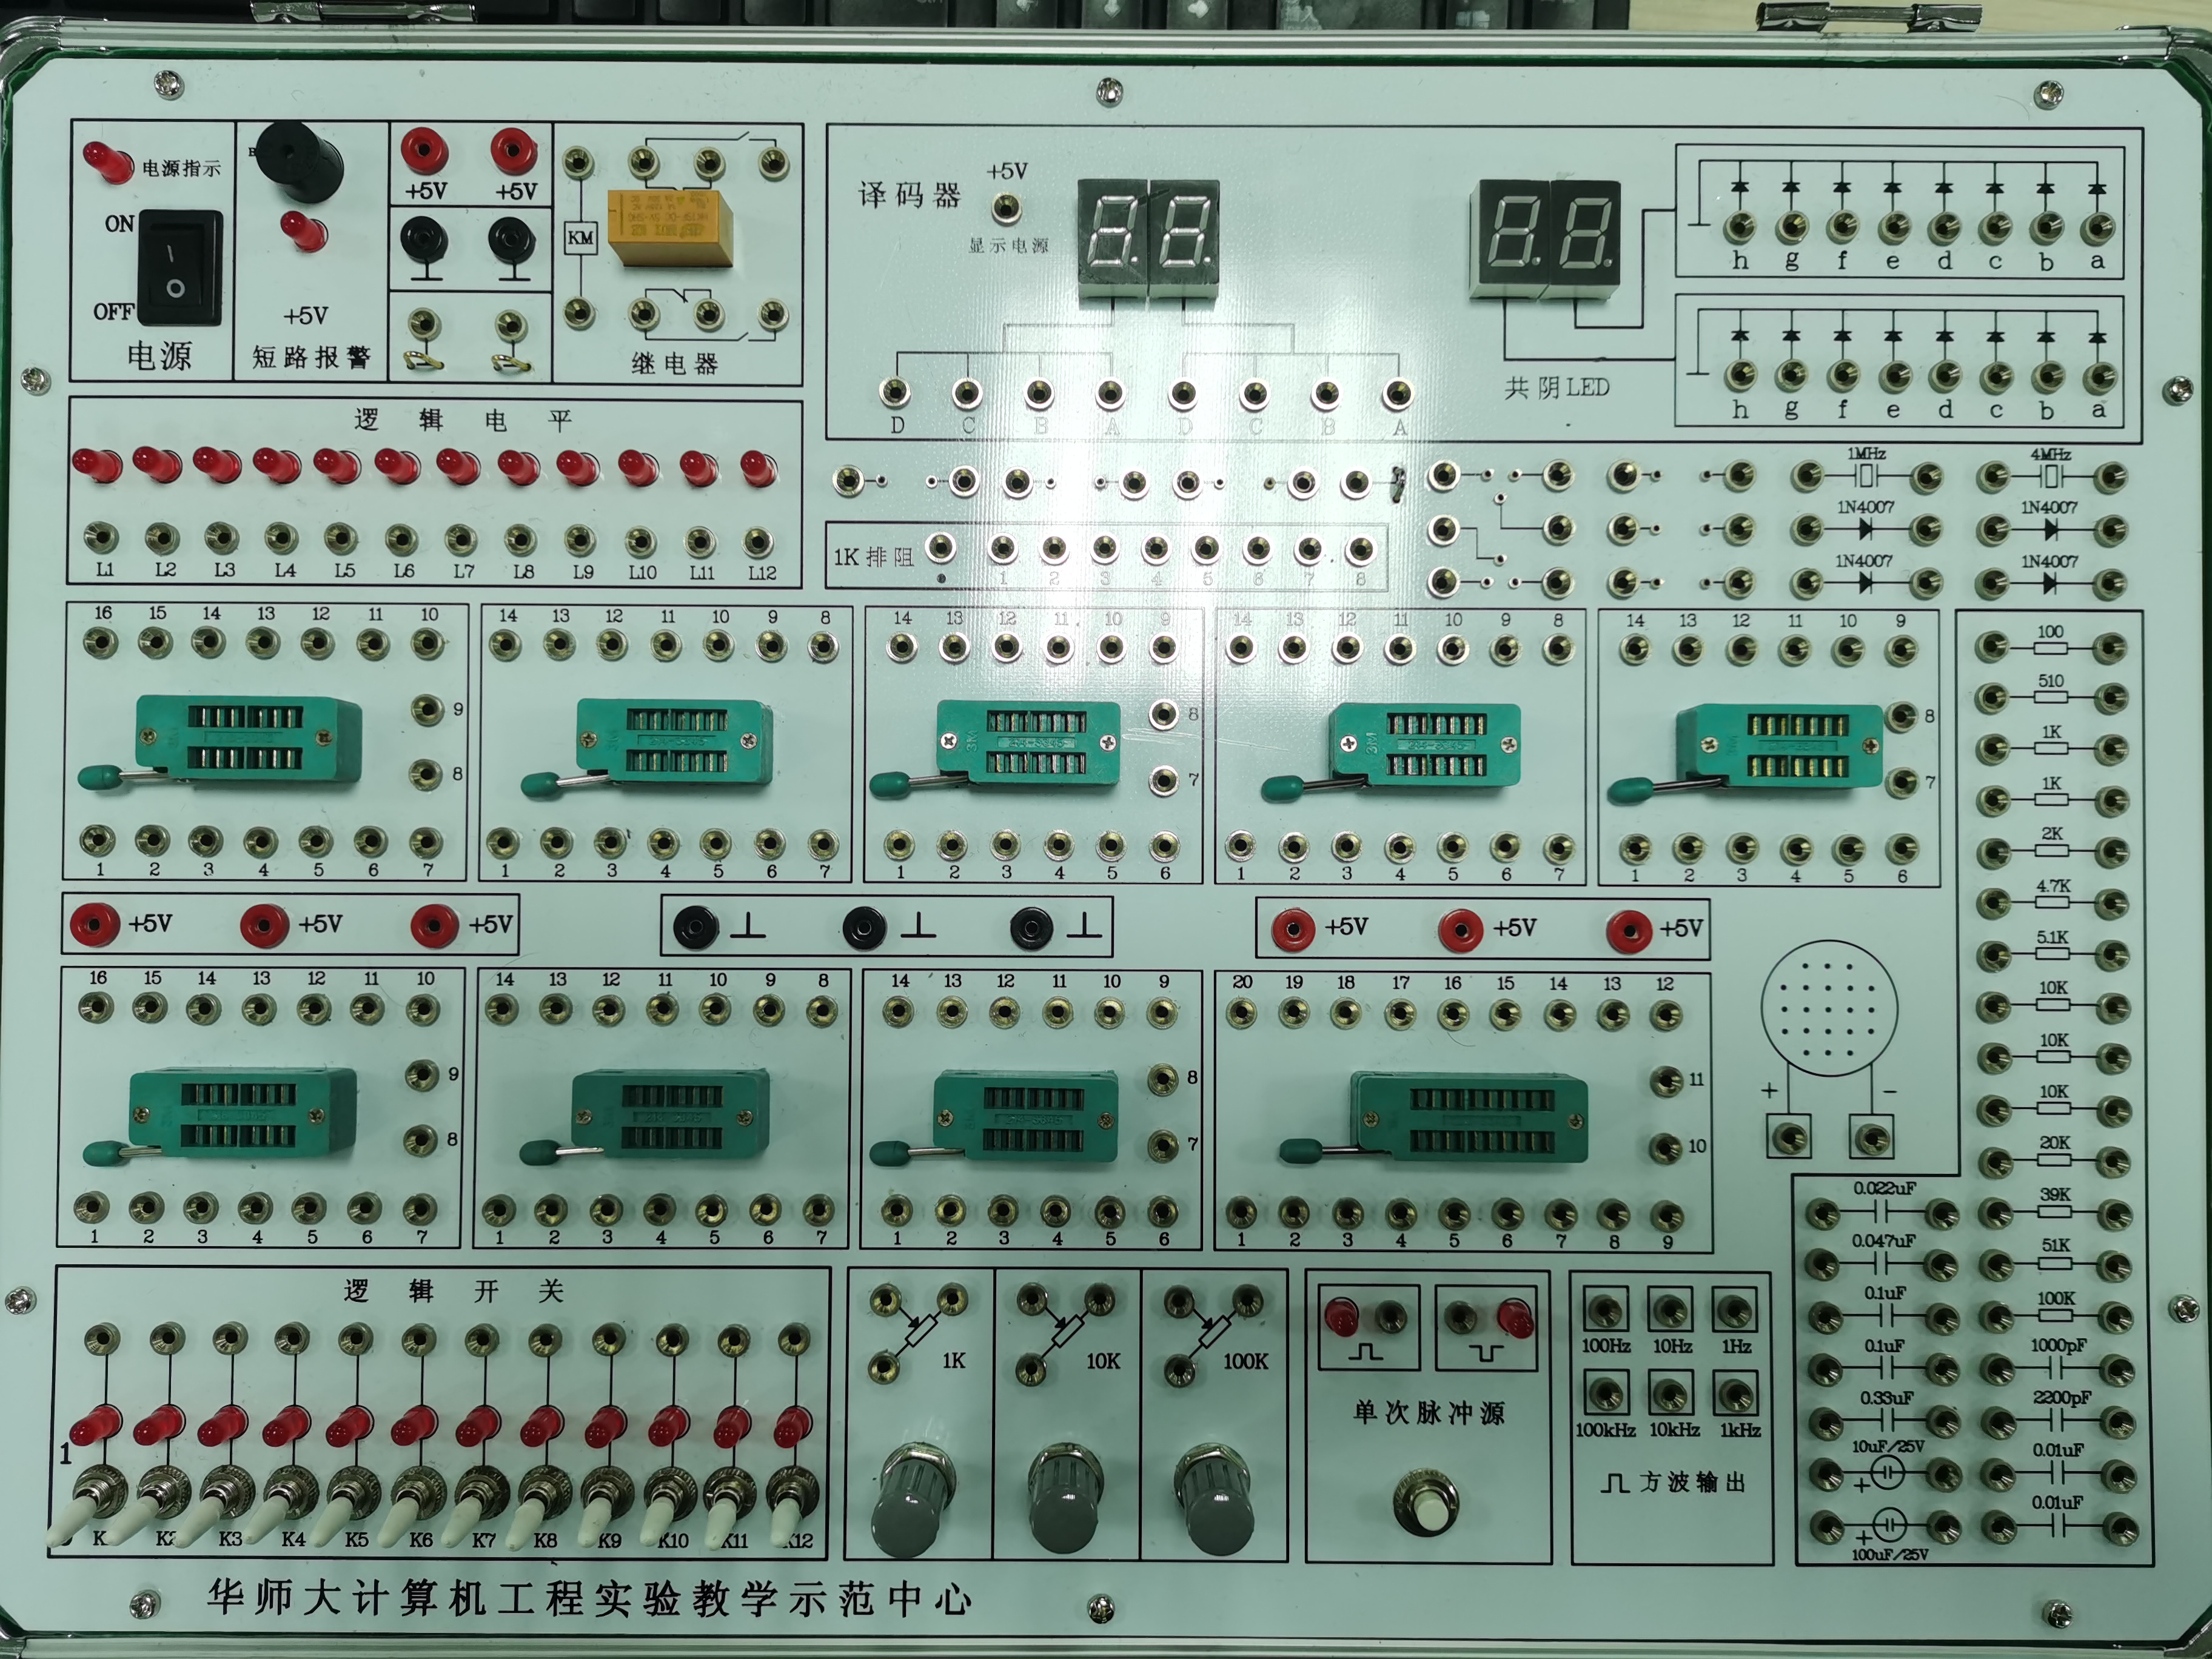 电源指示
ON
OFF
电源
+5V
短路报警
+5V +5V
KM
继电器
译码器
+5V
显示电源
D C B A D C B A
共阴LED
h g f e d c b a
h g f e d c b a
逻辑电平
L1 L2 L3 L4 L5 L6 L7 L8 L9 L10 L11 L12
1K排阻
1 2 3 4 5 6 7 8
1MHz 4MHz
1N4007 1N4007
1N4007 1N4007
16 15 14 13 12 11 10
9
8
1 2 3 4 5 6 7
14 13 12 11 10 9 8
1 2 3 4 5 6 7
14 13 12 11 10 9
8
7
1 2 3 4 5 6
14 13 12 11 10 9 8
1 2 3 4 5 6 7
14 13 12 11 10 9
8
7
1 2 3 4 5 6
+5V +5V +5V
+5V +5V +5V
16 15 14 13 12 11 10
9
8
1 2 3 4 5 6 7
14 13 12 11 10 9 8
1 2 3 4 5 6 7
14 13 12 11 10 9
8
7
1 2 3 4 5 6
20 19 18 17 16 15 14 13 12
11
10
1 2 3 4 5 6 7 8 9
+ −
100
510
1K
1K
2K
4.7K
5.1K
10K
10K
10K
20K
39K
51K
100K
1000pF
2200pF
0.01uF
0.01uF
0.022uF
0.047uF
0.1uF
0.1uF
0.33uF
10uF/25V
+
+
100uF/25V
逻辑开关
1
K2 K3 K4 K5 K6 K7 K8 K9 K10 K11 K12
1K
10K
100K
单次脉冲源
100Hz 10Hz 1Hz
100kHz 10kHz 1kHz
方波输出
华师大计算机工程实验教学示范中心